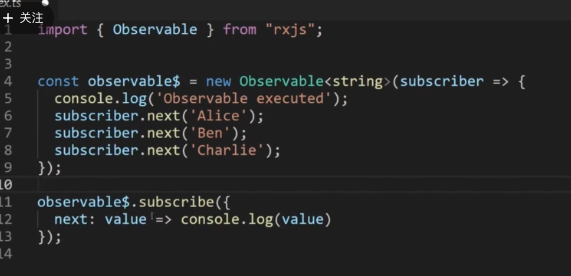 ex.ts
+ 关注
1 import { Observable } from "rxjs";
2
3
4 const observable$ = new Observable<string>(subscriber => {
5 console.log('Observable executed');
6 subscriber.next('Alice');
7 subscriber.next('Ben');
8 subscriber.next('Charlie');
9 });
10
11 observable$.subscribe({
12 next: value => console.log(value)
13 });
14